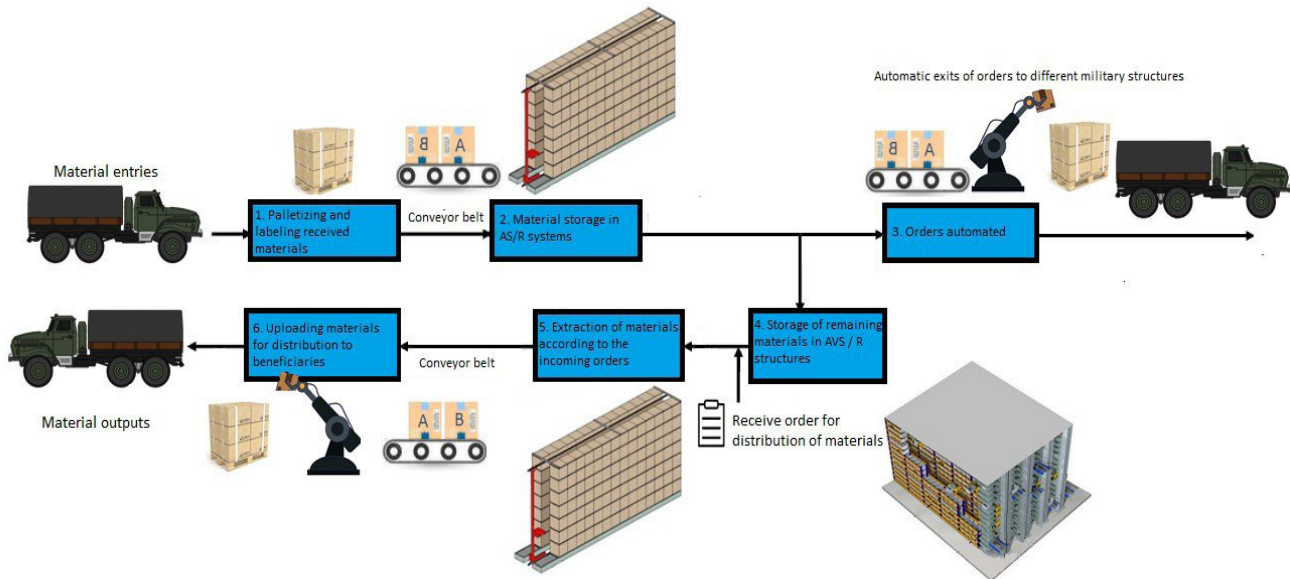 Automatic exits of orders to different military structures
B
A
B
A
Material entries
1. Palletizing and
labeling received
materials
Conveyor belt
2. Material storage in
AS/R systems
3. Orders automated
6. Uploading materials
for distribution to
beneficiaries
Conveyor belt
5. Extraction of materials
according to the
incoming orders
4. Storage of remaining
materials in AVS / R
structures
Material outputs
A
B
Receive order for
distribution of materials